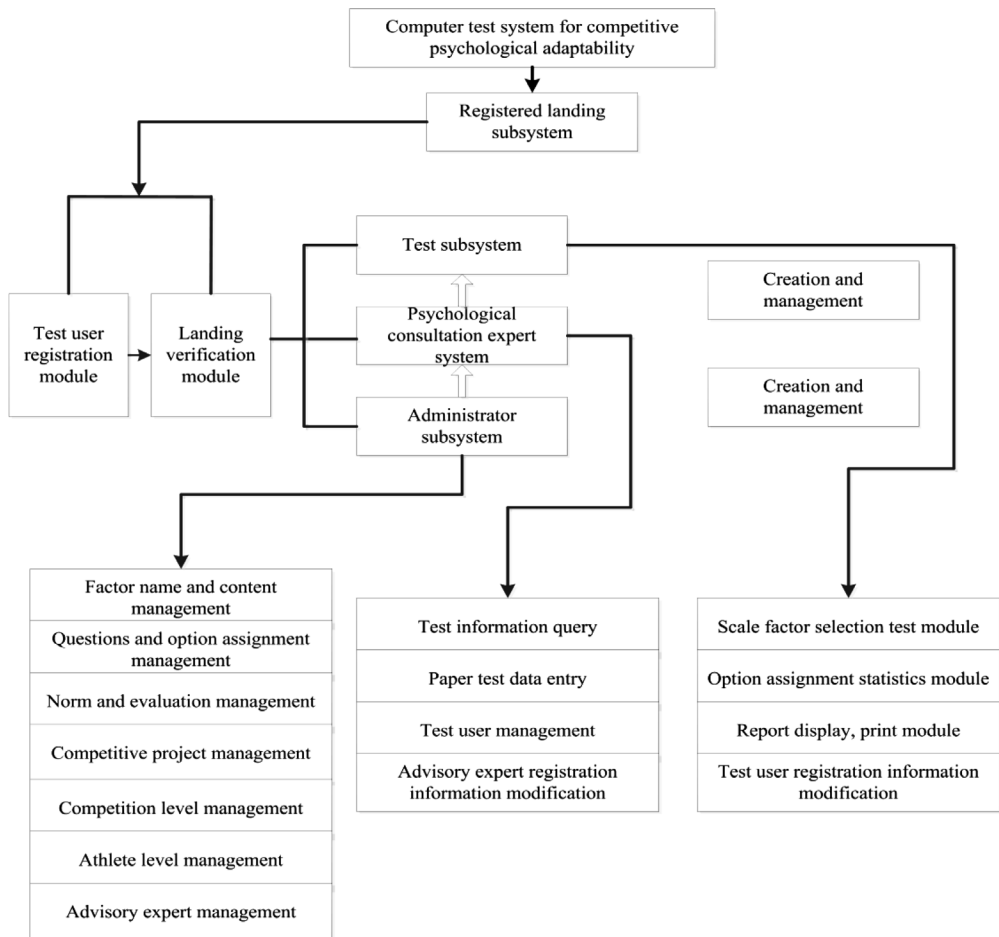 Computer test system for competitive
psychological adaptability
Registered landing
subsystem
Test subsystem
Creation and
management
Test user
registration
module
Landing
verification
module
Psychological
consultation expert
system
Creation and
management
Administrator
subsystem
Factor name and content
management
Questions and option assignment
management
Norm and evaluation management
Competitive project management
Competition level management
Athlete level management
Advisory expert management
Test information query
Paper test data entry
Test user management
Advisory expert registration
information modification
Scale factor selection test module
Option assignment statistics module
Report display, print module
Test user registration information
modification